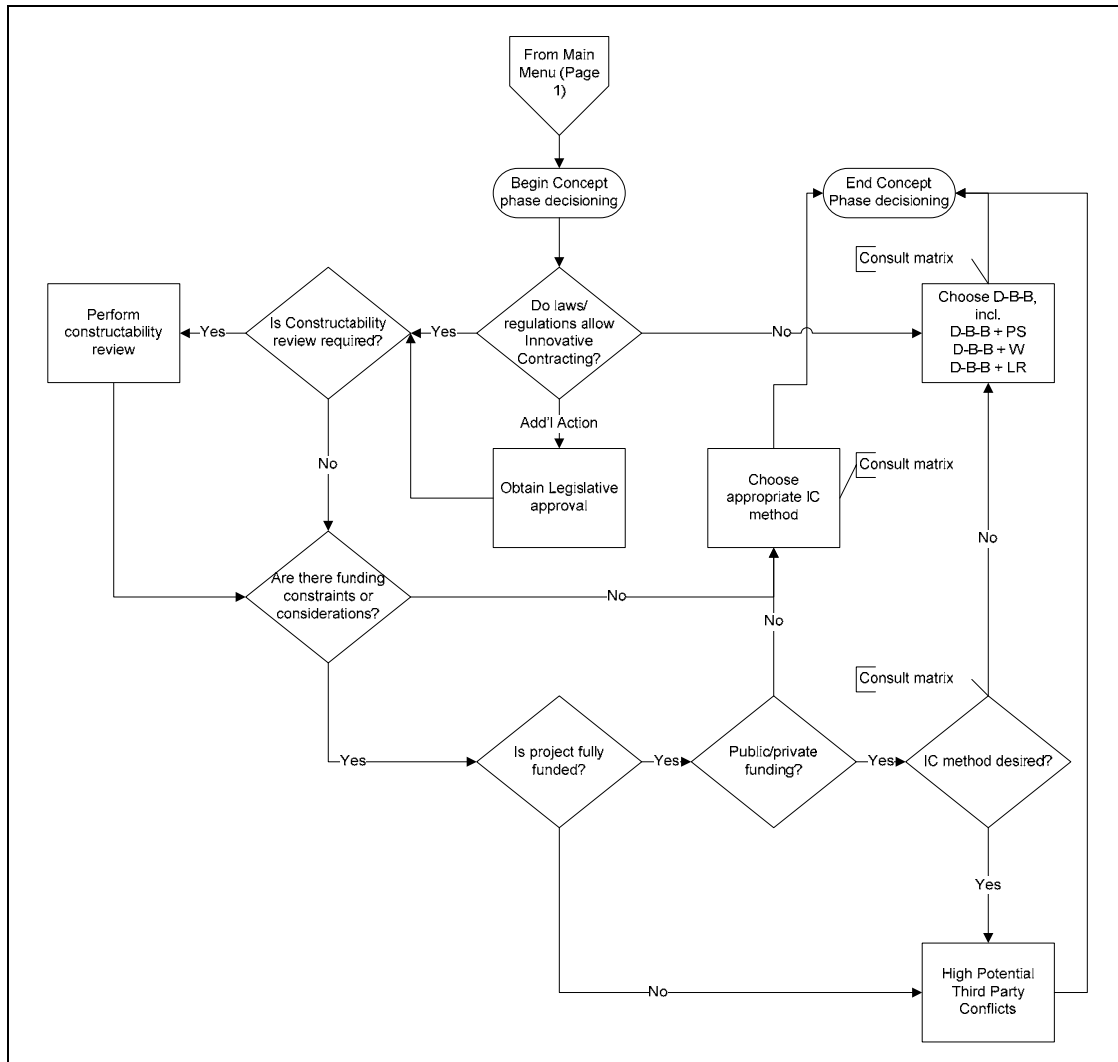 From Main
Menu (Page
1)
Begin Concept
phase decisioning
End Concept
Phase decisioning
Consult matrix
Perform
constructability
review
Yes
Is Constructability
review required?
Yes
Do laws/
regulations allow
Innovative
Contracting?
No
Choose D-B-B,
incl.
D-B-B + PS
D-B-B + W
D-B-B + LR
Add'l Action
No
Obtain Legislative
approval
Choose
appropriate IC
method
Consult matrix
No
Are there funding
constraints or
considerations?
No
No
Consult matrix
Yes
Is project fully
funded?
Yes
Public/private
funding?
Yes
IC method desired?
Yes
No
High Potential
Third Party
Conflicts